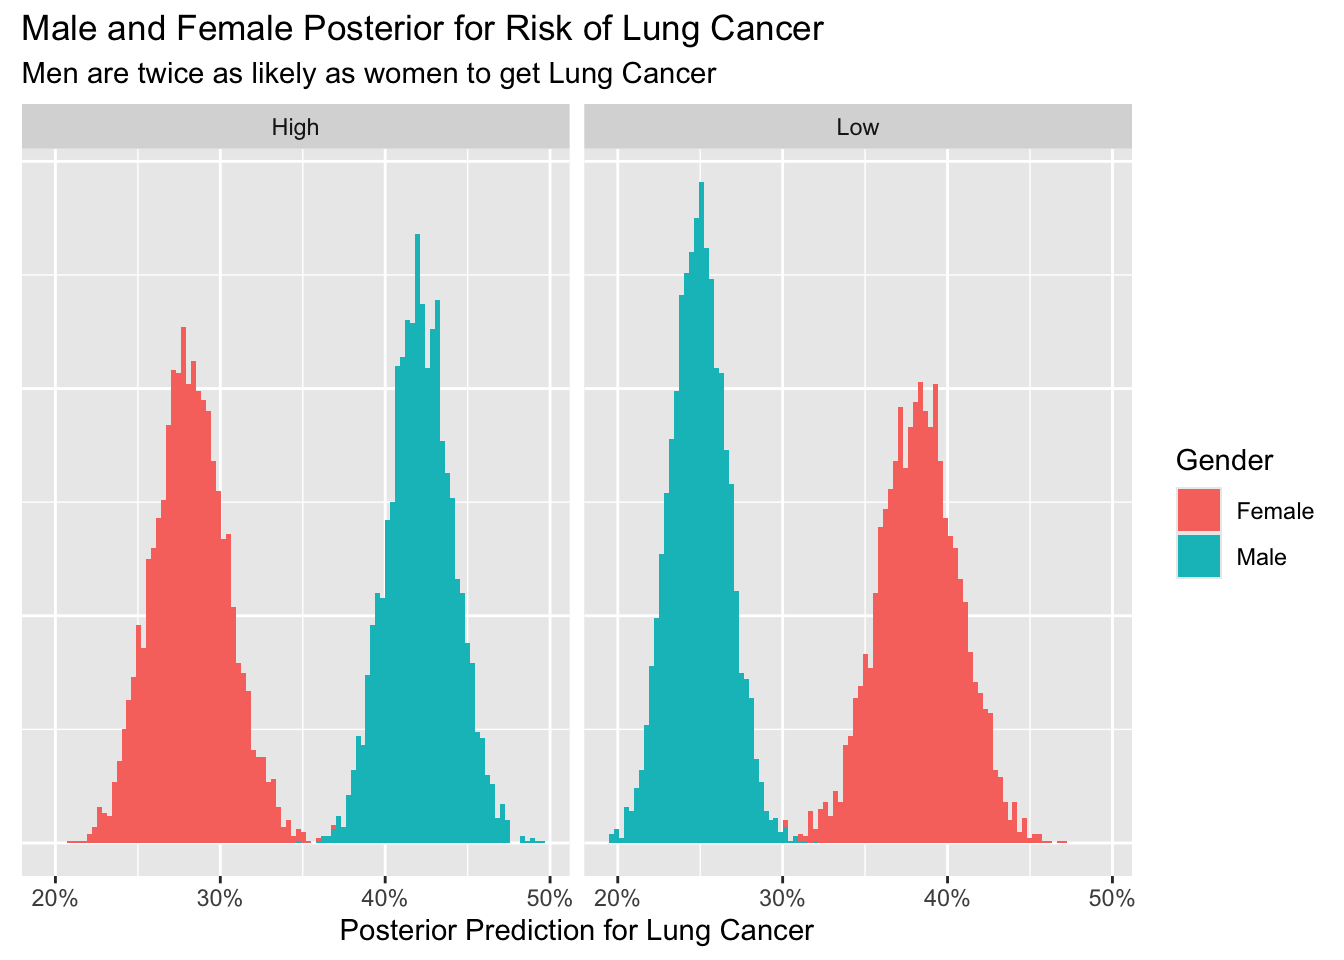 Male and Female Posterior for Risk of Lung Cancer
Men are twice as likely as women to get Lung Cancer
High
Low
20%
30%
40%
50%
20%
30%
40%
50%
Posterior Prediction for Lung Cancer
Gender
Female
Male